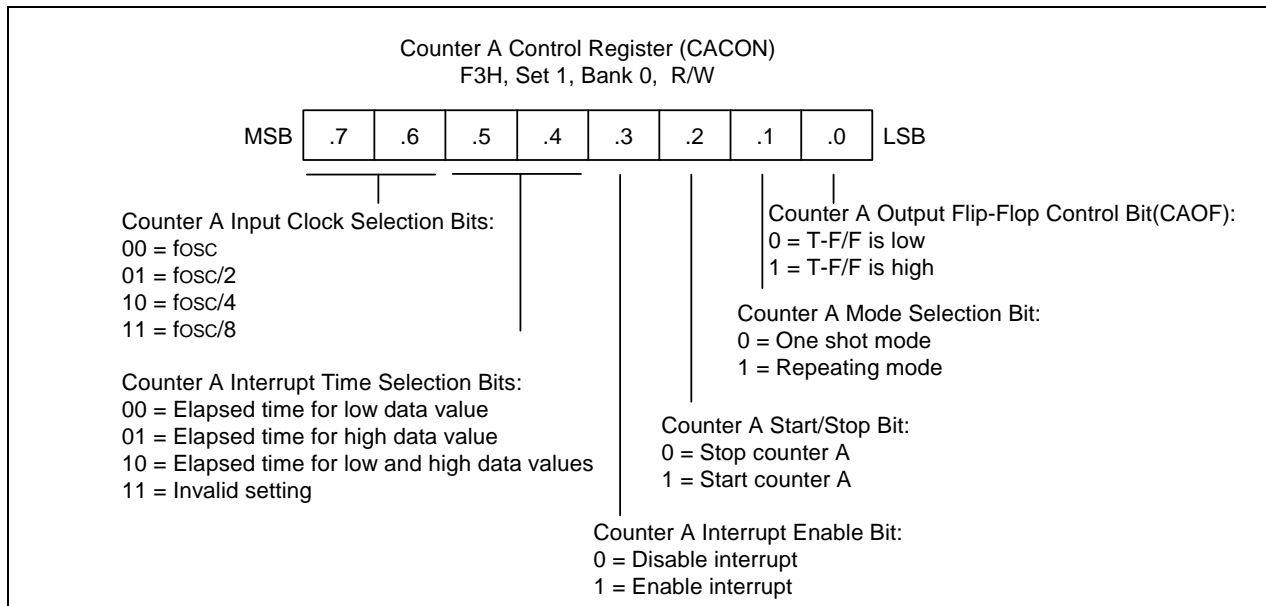 Counter A Control Register (CACON)
F3H, Set 1, Bank 0, R/W
MSB .7 .6 .5 .4 .3 .2 .1 .0 LSB
Counter A Input Clock Selection Bits:
00 = fOSC
01 = fOSC/2
10 = fOSC/4
11 = fOSC/8
Counter A Interrupt Time Selection Bits:
00 = Elapsed time for low data value
01 = Elapsed time for high data value
10 = Elapsed time for low and high data values
11 = Invalid setting
Counter A Output Flip-Flop Control Bit(CAOF):
0 = T-F/F is low
1 = T-F/F is high
Counter A Mode Selection Bit:
0 = One shot mode
1 = Repeating mode
Counter A Start/Stop Bit:
0 = Stop counter A
1 = Start counter A
Counter A Interrupt Enable Bit:
0 = Disable interrupt
1 = Enable interrupt